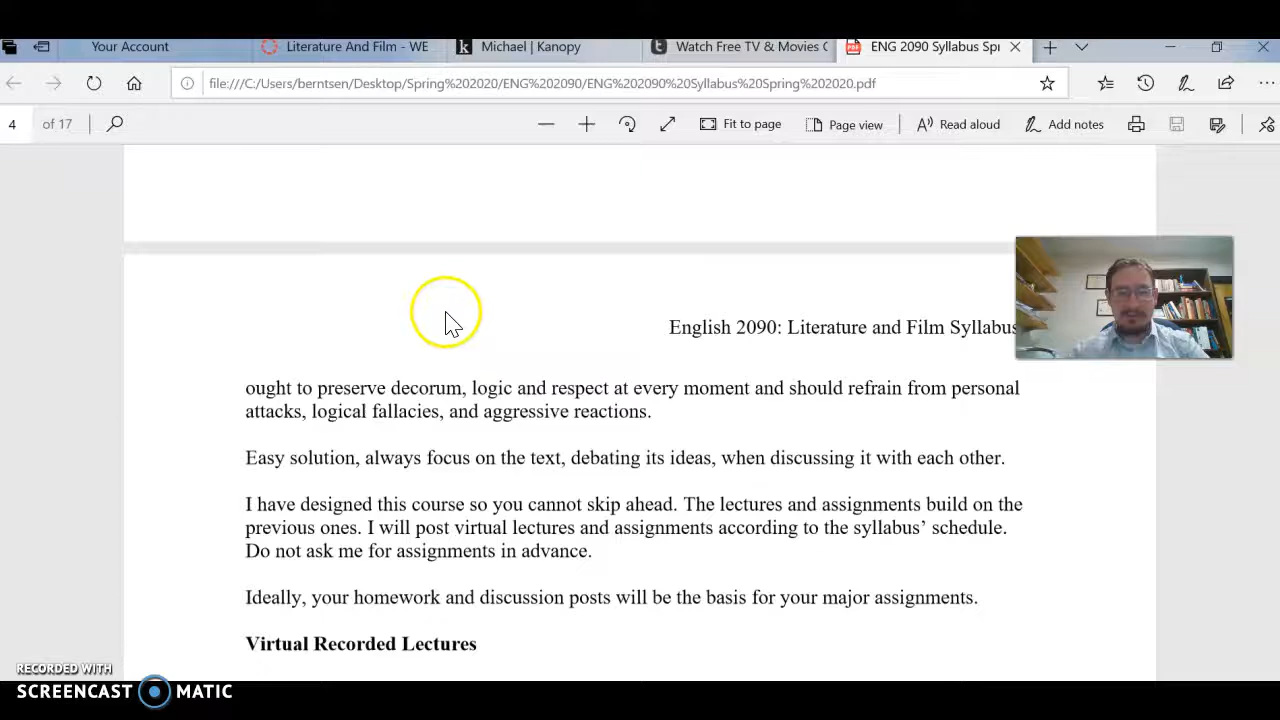 Your Account
Literature And Film - WE
k Michael | Kanopy
t Watch Free TV & Movies C
PDF ENG 2090 Syllabus Spr
file:///C:/Users/berntsen/Desktop/Spring%202020/ENG%202090/ENG%202090%20Syllabus%20Spring%202020.pdf
4 of 17
Fit to page
Page view
Read aloud
Add notes
English 2090: Literature and Film Syllabus
ought to preserve decorum, logic and respect at every moment and should refrain from personal
attacks, logical fallacies, and aggressive reactions.
Easy solution, always focus on the text, debating its ideas, when discussing it with each other.
I have designed this course so you cannot skip ahead. The lectures and assignments build on the
previous ones. I will post virtual lectures and assignments according to the syllabus’ schedule.
Do not ask me for assignments in advance.
Ideally, your homework and discussion posts will be the basis for your major assignments.
Virtual Recorded Lectures
RECORDED WITH
SCREENCAST MATIC